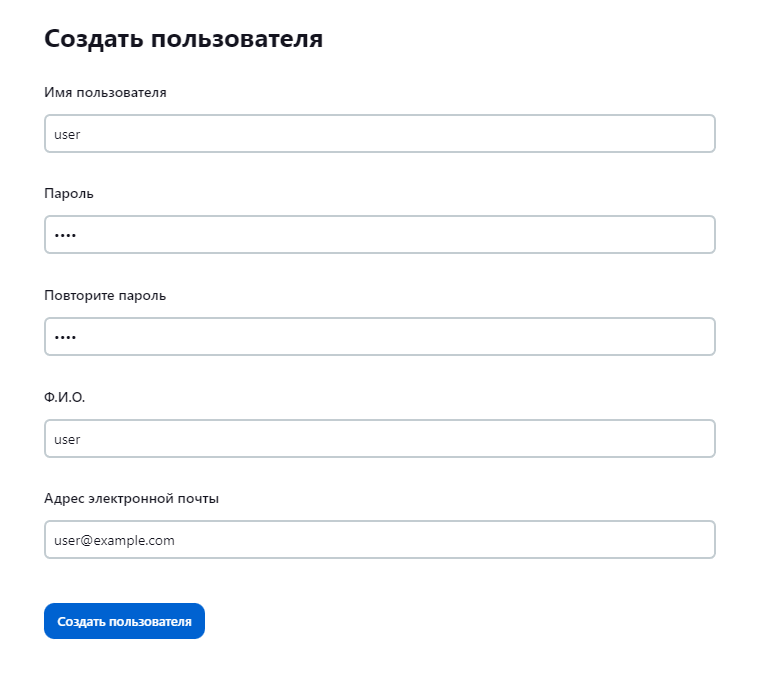 Создать пользователя
Имя пользователя
user
Пароль
••••
Повторите пароль
••••
Ф.И.О.
user
Адрес электронной почты
user@example.com
Создать пользователя